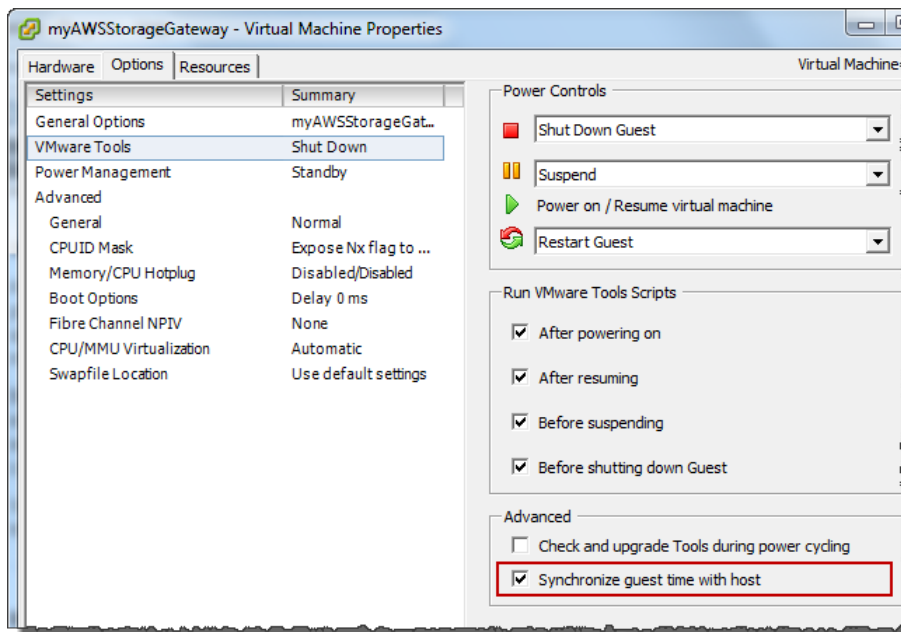 myAWSStorageGateway - Virtual Machine Properties
Hardware Options Resources Virtual Machine
Settings Summary
General Options myAWSStorageGat...
VMware Tools Shut Down
Power Management Standby
Advanced
General Normal
CPUID Mask Expose Nx flag to ...
Memory/CPU Hotplug Disabled/Disabled
Boot Options Delay 0 ms
Fibre Channel NPIV None
CPU/MMU Virtualization Automatic
Swapfile Location Use default settings
Power Controls
Shut Down Guest
Suspend
Power on / Resume virtual machine
Restart Guest
Run VMware Tools Scripts
After powering on
After resuming
Before suspending
Before shutting down Guest
Advanced
Check and upgrade Tools during power cycling
Synchronize guest time with host